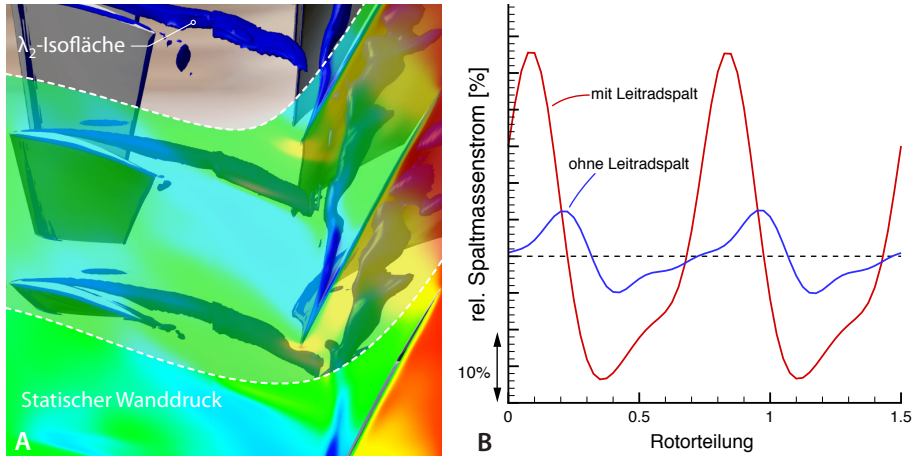 λ₂-Isofläche
Statischer Wanddruck
A
rel. Spaltmassenstrom [%]
mit Leitradspalt
ohne Leitradspalt
10%
0
0.5
1
1.5
Rotorteilung
B